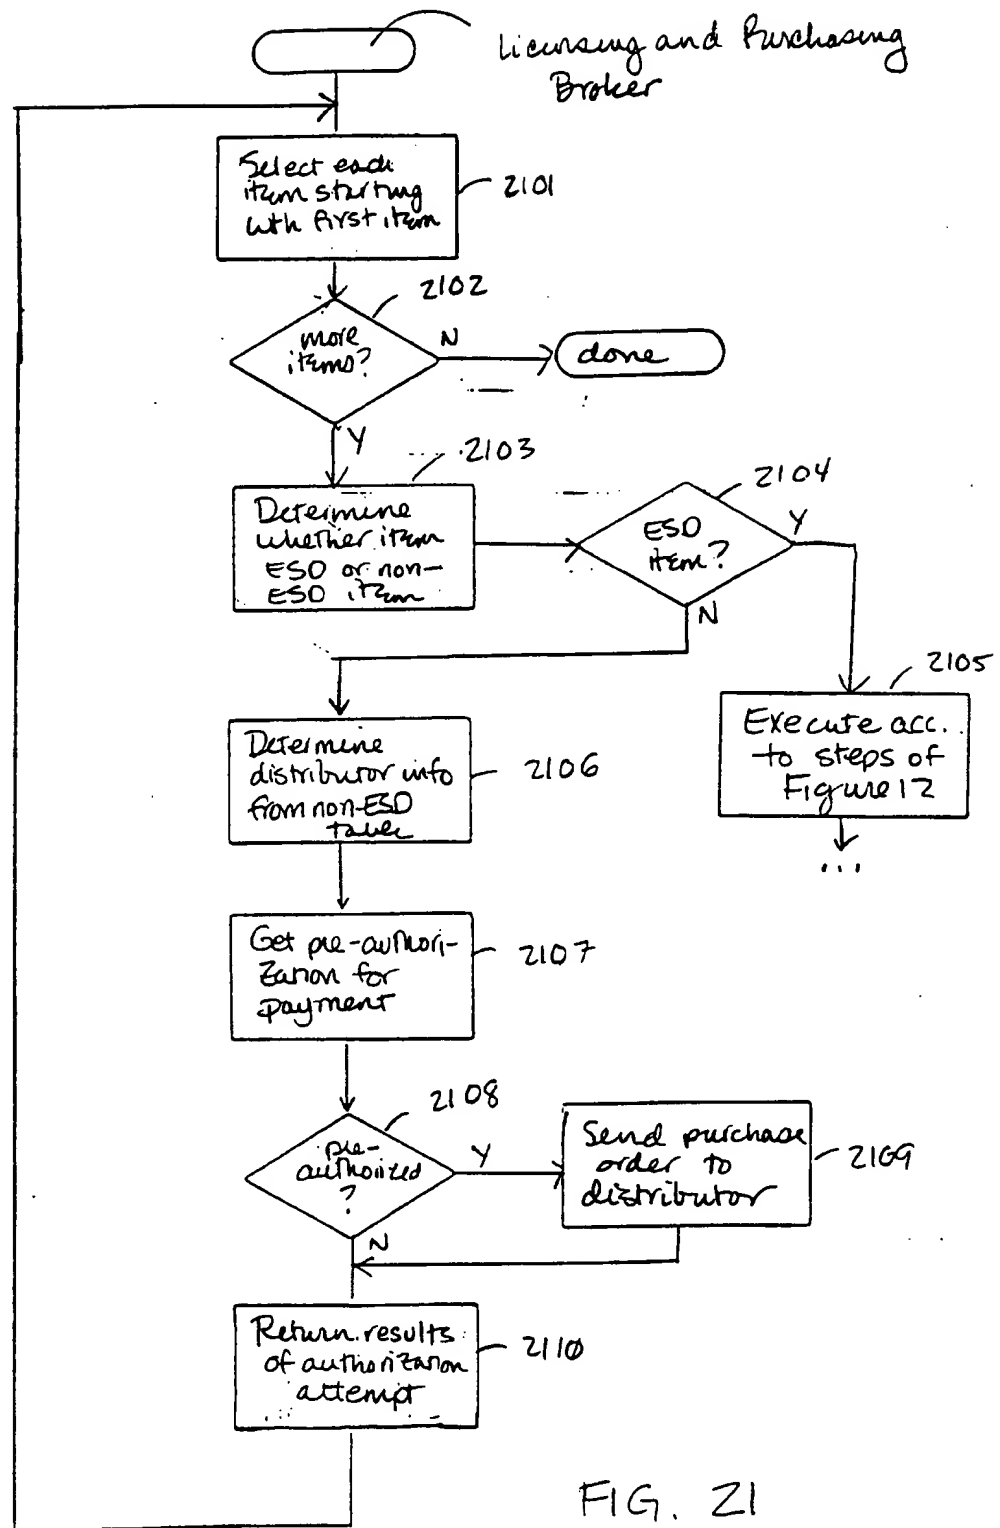 Licensing and Purchasing
Broker
Select each
item starting
with first item
2101
2102
more
items?
N
done
Y
2103
Determine
whether item
ESD or non-
ESD item
2104
ESD
item?
Y
N
2105
Execute acc.
to steps of
Figure 12
...
Determine
distributor info
from non-ESD
table
2106
Get pre-authori-
zation for
payment
2107
2108
pre-
authorized
?
Y
N
Send purchase
order to
distributor
2109
Return results
of authorization
attempt
2110
FIG. 21